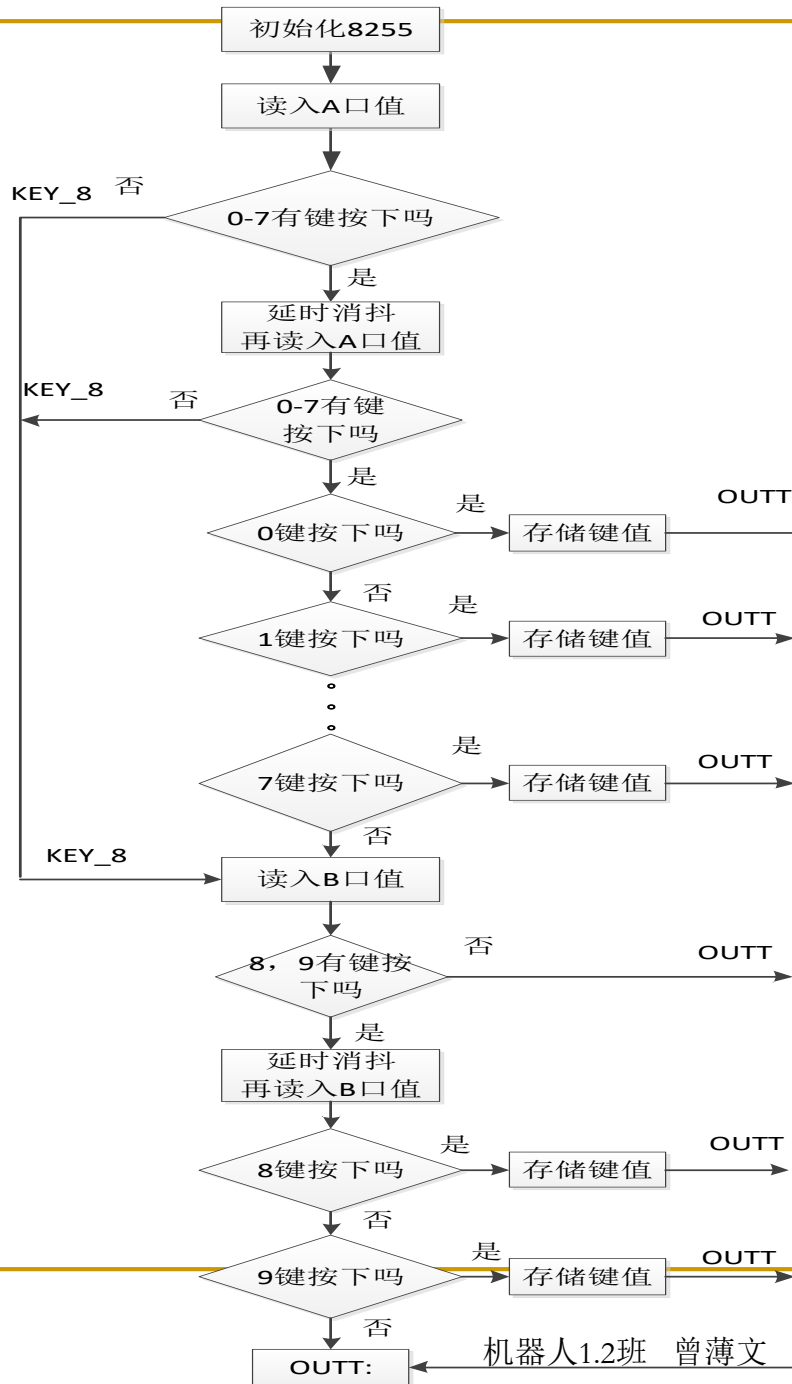 初始化8255
读入A口值
KEY_8
否
0-7有键按下吗
是
延时消抖
再读入A口值
KEY_8
否
0-7有键
按下吗
是
0键按下吗
是
存储键值
OUTT
否
1键按下吗
是
存储键值
OUTT
7键按下吗
是
存储键值
OUTT
否
KEY_8
读入B口值
8，9有键按
下吗
否
OUTT
是
延时消抖
再读入B口值
8键按下吗
是
存储键值
OUTT
否
9键按下吗
是
存储键值
OUTT
否
OUTT:
机器人1.2班 曾薄文